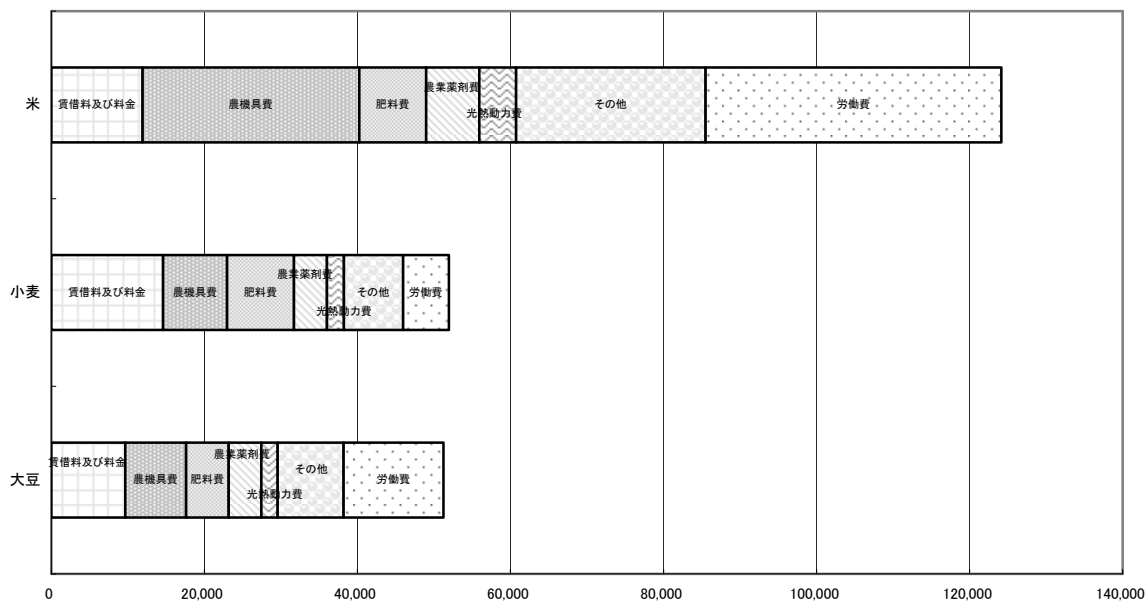 米
賃借料及び料金
農機具費
肥料費
農業薬剤費
光熱動力費
その他
労働費
小麦
賃借料及び料金
農機具費
肥料費
農業薬剤費
光熱動力費
その他
労働費
大豆
賃借料及び料金
農機具費
肥料費
農業薬剤費
光熱動力費
その他
労働費
0 20,000 40,000 60,000 80,000 100,000 120,000 140,000